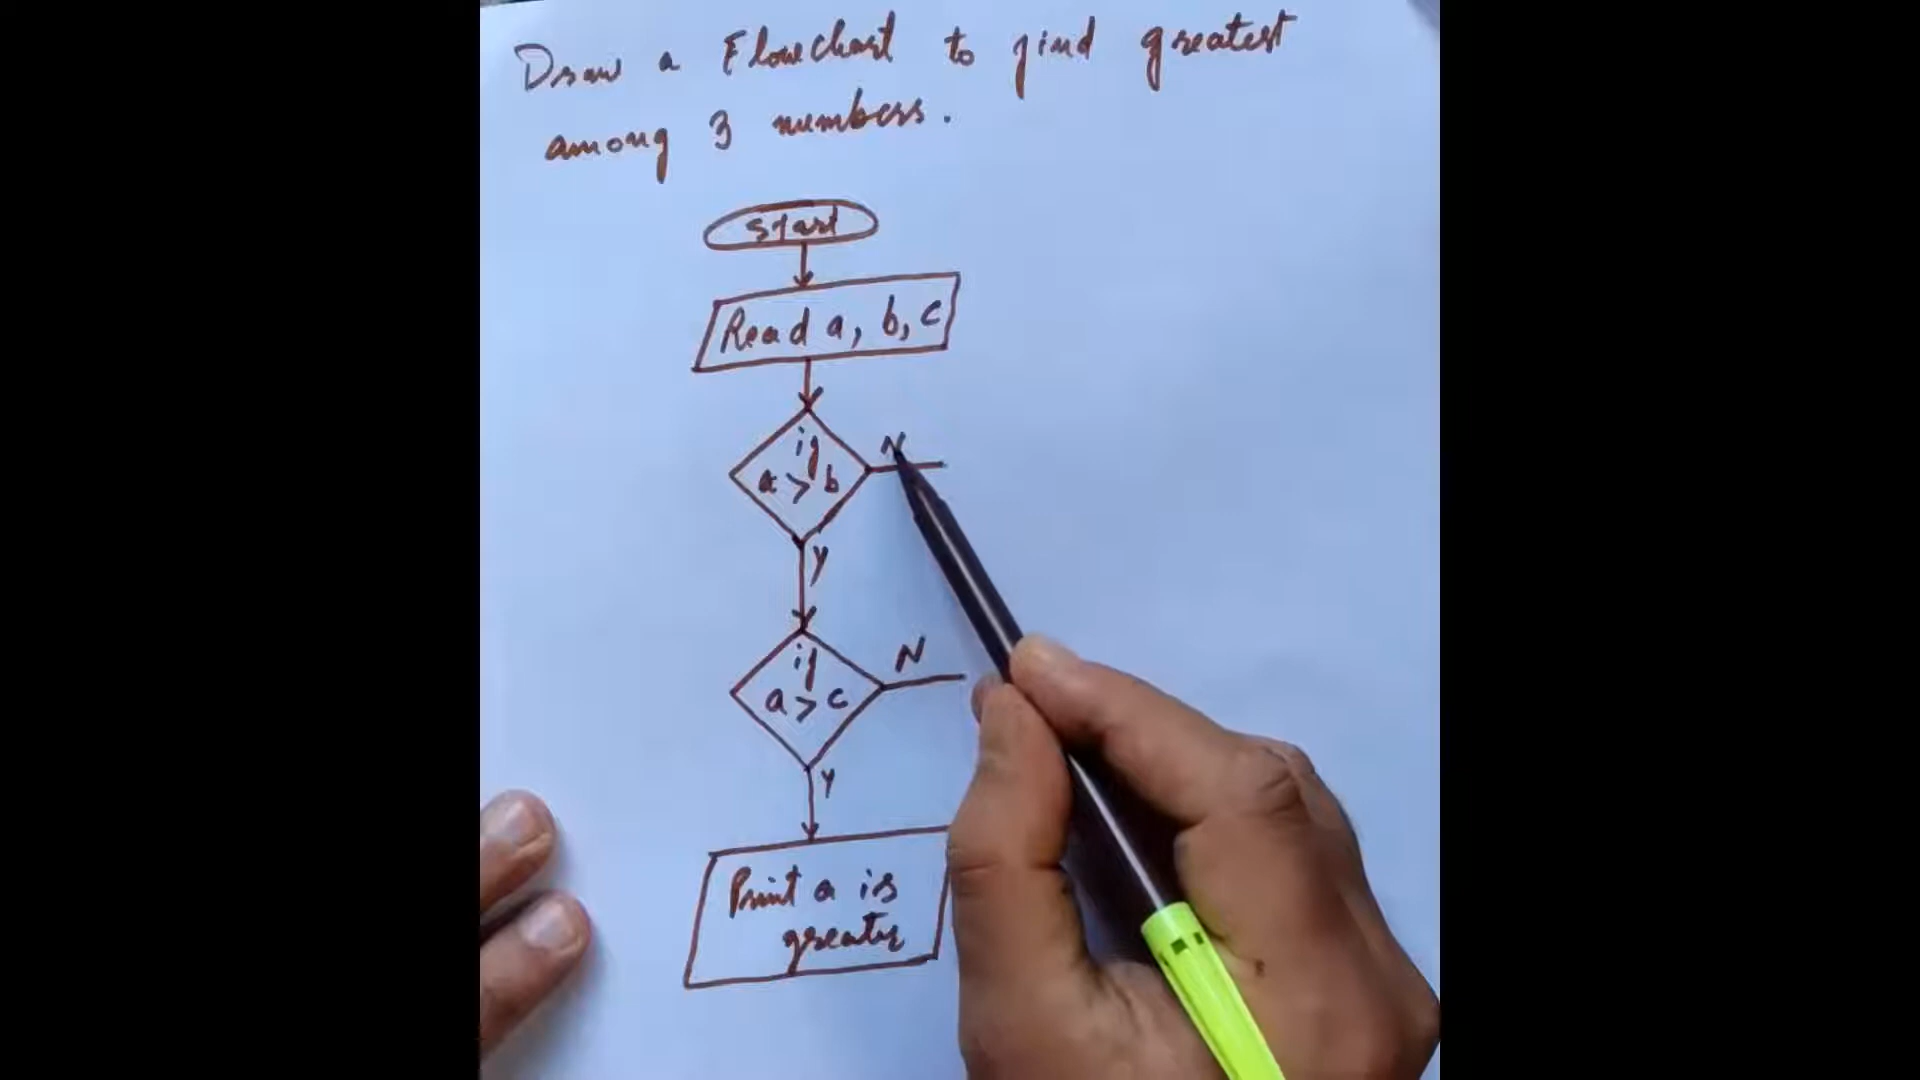 Draw a Flowchart to find greatest
among 3 numbers.
Start
Read a, b, c
if
a > b
N
Y
if
a > c
N
Y
Print a is
greater